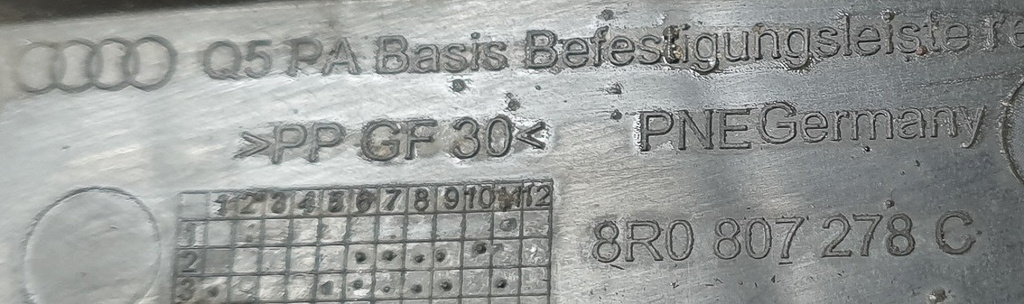 Q5 PA Basis Befestigungsleiste re
>PP GF 30<
PNE Germany
1 2 3 4 5 6 7 8 9 10 11 12
1
2
3
8R0 807 278 C